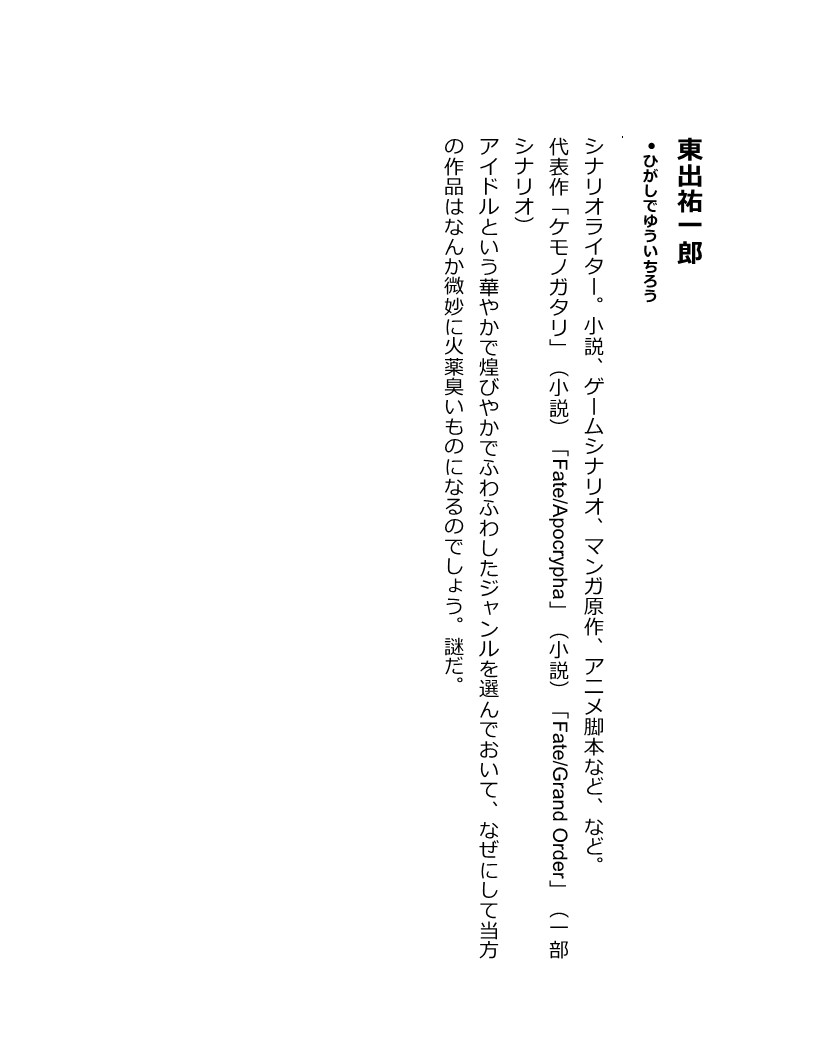 東出祐一郎
•ひがしでゆういちろう
シナリオライター。小説、ゲームシナリオ、マンガ原作、アニメ脚本など、など。
代表作「ケモノガタリ」（小説）「Fate/Apocrypha」（小説）「Fate/Grand Order」（一部
シナリオ）
アイドルという華やかで煌びやかでふわふわしたジャンルを選んでおいて、なぜにして当方
の作品はなんか微妙に火薬臭いものになるのでしょう。謎だ。